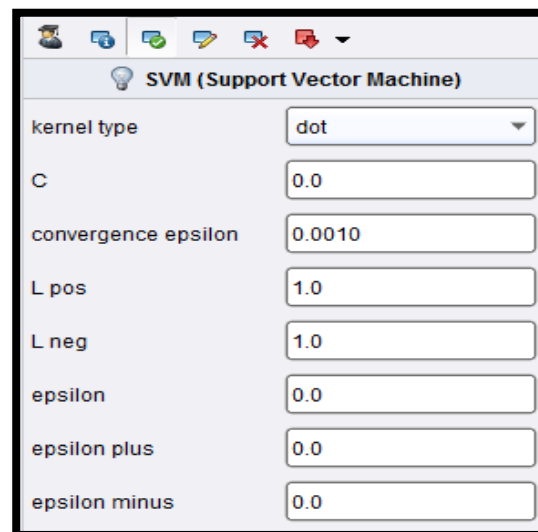 SVM (Support Vector Machine)
kernel type dot
C 0.0
convergence epsilon 0.0010
L pos 1.0
L neg 1.0
epsilon 0.0
epsilon plus 0.0
epsilon minus 0.0